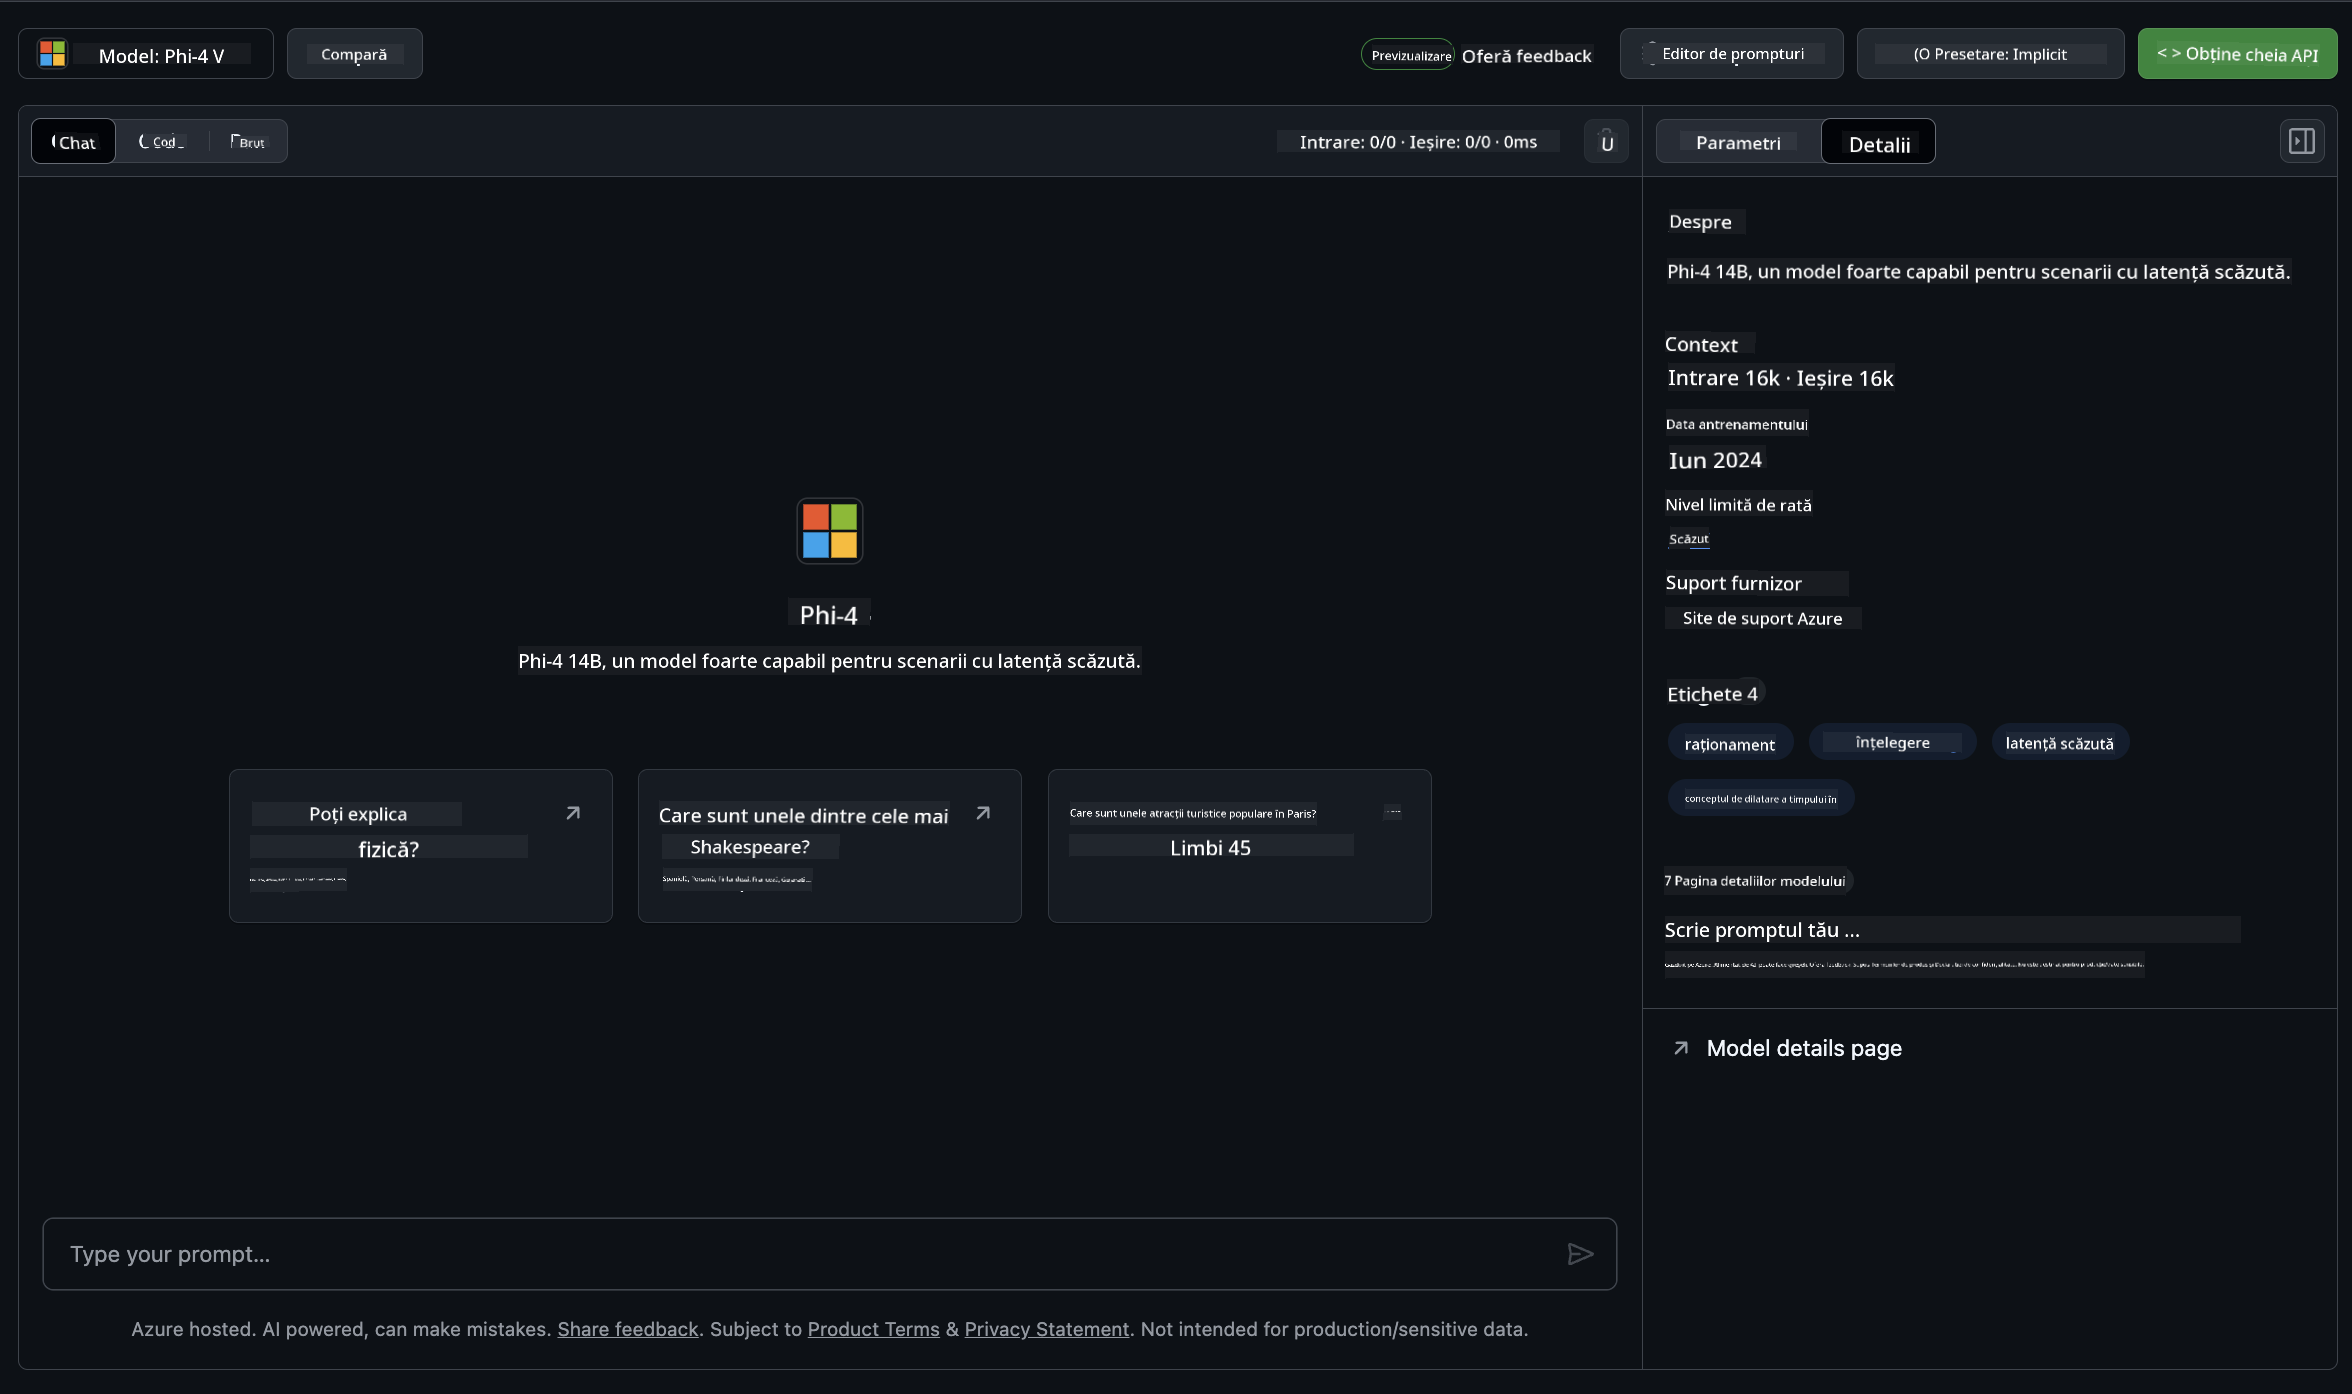 Model: Phi-4 V
Compară
Previzualizare
Oferă feedback
Editor de prompturi
(O Presetare: Implicit
< > Obține cheia API
Chat
Cod
Brut
Intrare: 0/0 · Ieșire: 0/0 · 0ms
U
Phi-4
Phi-4 14B, un model foarte capabil pentru scenarii cu latență scăzută.
Poți explica
fizică?
Care sunt unele dintre cele mai
Shakespeare?
Care sunt unele atracții turistice populare în Paris?
Limbi 45
Type your prompt...
Azure hosted. AI powered, can make mistakes. Share feedback. Subject to Product Terms & Privacy Statement. Not intended for production/sensitive data.
Parametri
Detalii
Despre
Phi-4 14B, un model foarte capabil pentru scenarii cu latență scăzută.
Context
Intrare 16k · Ieșire 16k
Data antrenamentului
Iun 2024
Nivel limită de rată
Scăzut
Suport furnizor
Site de suport Azure
Etichete 4
raționament
înțelegere
latență scăzută
conceptul de dilatare a timpului în
7 Pagina detaliilor modelului
Scrie promptul tău ...
Model details page